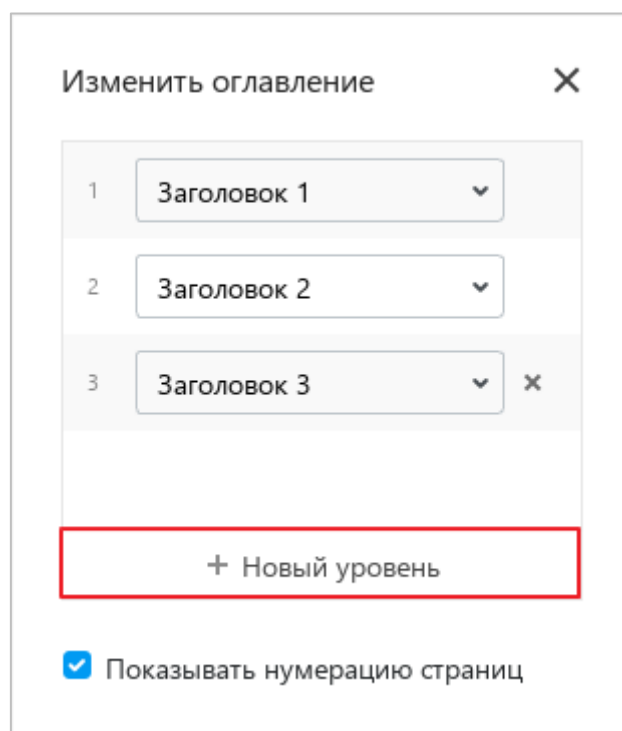 Изменить оглавление
1 Заголовок 1
2 Заголовок 2
3 Заголовок 3
+ Новый уровень
Показывать нумерацию страниц